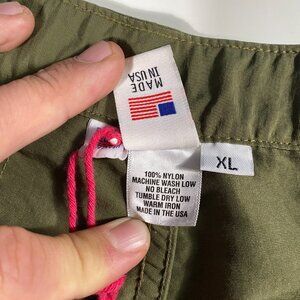 MADE
IN USA
XL
100% NYLON
MACHINE WASH LOW
NO BLEACH
TUMBLE DRY LOW
WARM IRON
MADE IN THE USA